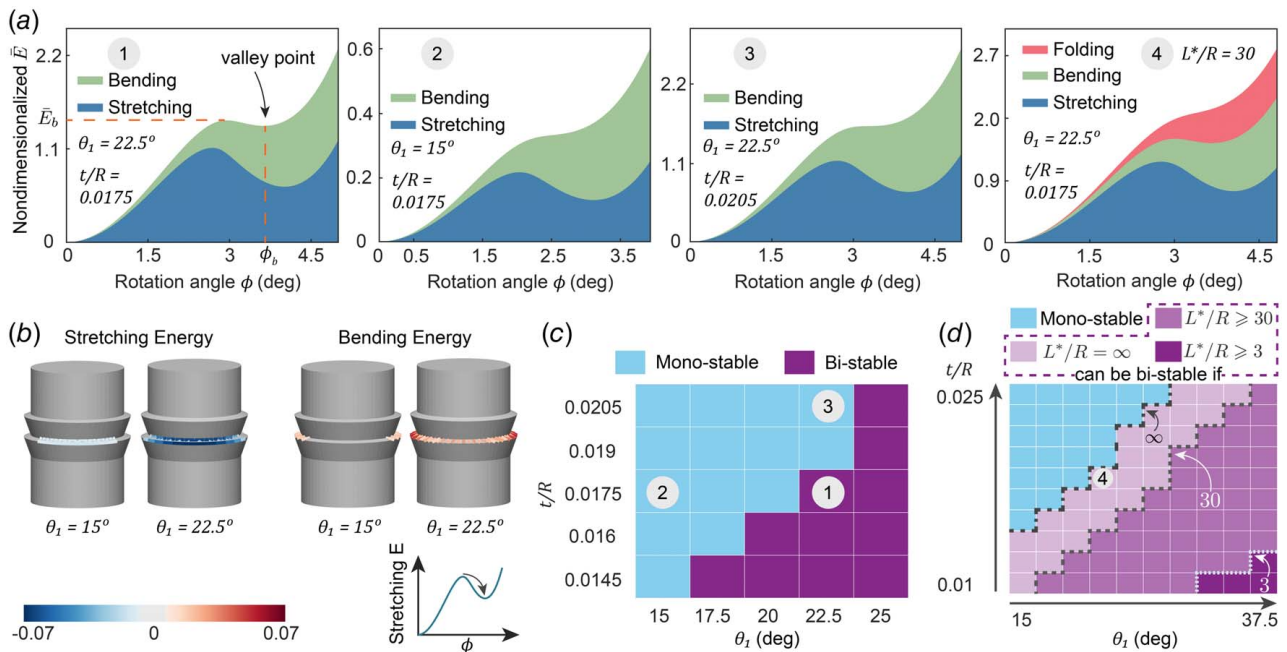 (a)
Nondimensionalized Ē
2.2
1.1
0
Ē_b
1
valley point
Bending
Stretching
θ₁ = 22.5°
t/R =
0.0175
0 1.5 3 ϕ_b 4.5
Rotation angle ϕ (deg)
0.6
0.4
0.2
0
2
Bending
Stretching
θ₁ = 15°
t/R =
0.0175
0 0.5 1.5 2.5 3.5
Rotation angle ϕ (deg)
2.2
1.1
0
3
Bending
Stretching
θ₁ = 22.5°
t/R =
0.0205
0 1.5 3 4.5
Rotation angle ϕ (deg)
2.7
2.0
0.9
0
Folding 4 L*/R = 30
Bending
Stretching
θ₁ = 22.5°
t/R =
0.0175
0 1.5 3 4.5
Rotation angle ϕ (deg)
(b)
Stretching Energy Bending Energy
θ₁ = 15° θ₁ = 22.5° θ₁ = 15° θ₁ = 22.5°
-0.07 0 0.07
Stretching E
ϕ
(c)
Mono-stable Bi-stable
t/R
0.0205
0.019
0.0175
0.016
0.0145
3
2 1
15 17.5 20 22.5 25
θ₁ (deg)
(d)
Mono-stable L*/R ⩾ 30
L*/R = ∞ L*/R ⩾ 3
can be bi-stable if
t/R
0.025
0.01
∞
4
30
3
15 37.5
θ₁ (deg)